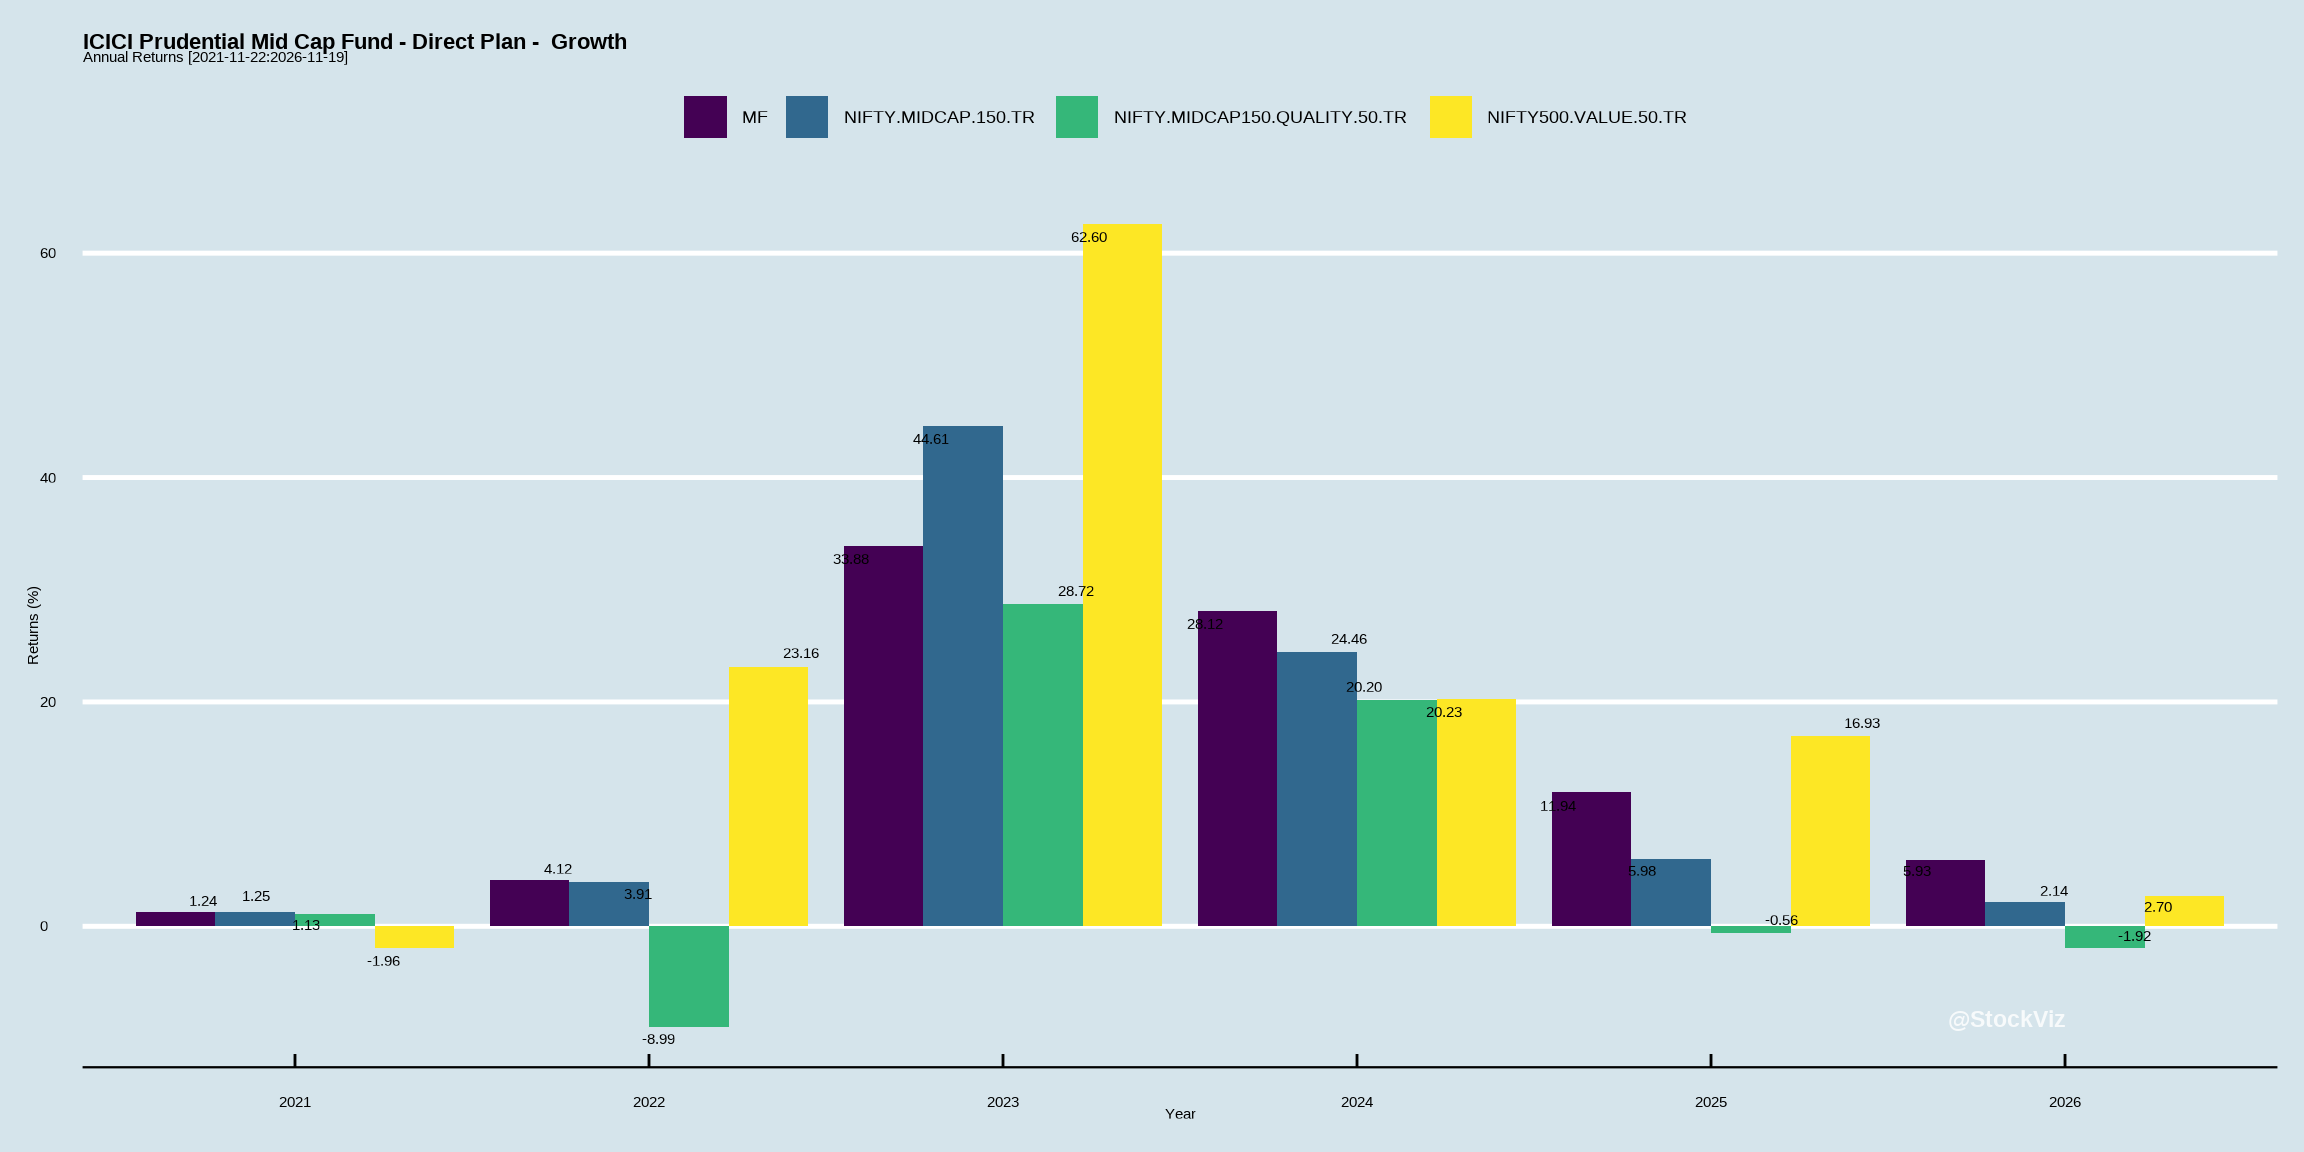 ICICI Prudential Mid Cap Fund - Direct Plan -  Growth
Annual Returns [2021-11-22:2026-11-19]
MF NIFTY.MIDCAP.150.TR NIFTY.MIDCAP150.QUALITY.50.TR NIFTY500.VALUE.50.TR
Returns (%)
60
40
20
0
1.24 1.25 1.13 -1.96
4.12 3.91 -8.99 23.16
33.88 44.61 28.72 62.60
28.12 24.46 20.20 20.23
11.94 5.98 -0.56 16.93
5.93 2.14 -1.92 2.70
@StockViz
2021 2022 2023 2024 2025 2026
Year